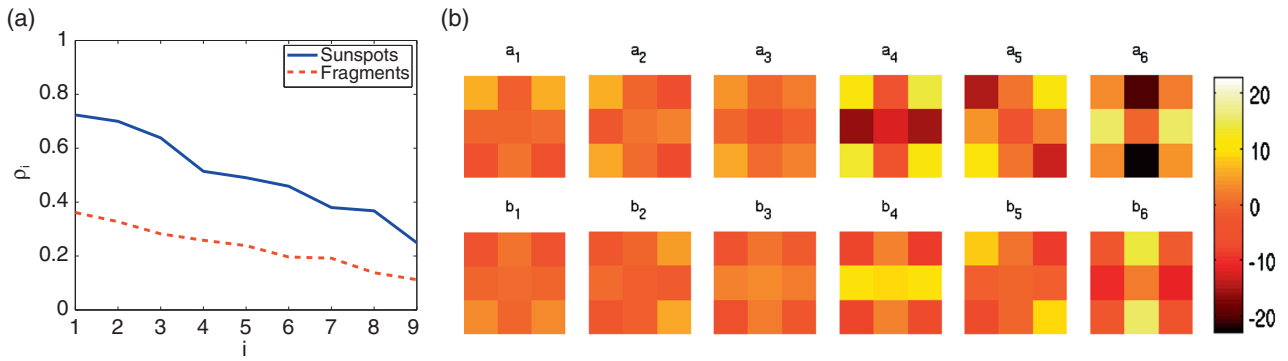 (a)
1
0.8
0.6
0.4
0.2
0
ρi
1 2 3 4 5 6 7 8 9
i
Sunspots
Fragments
(b)
a1 a2 a3 a4 a5 a6
b1 b2 b3 b4 b5 b6
20
10
0
-10
-20